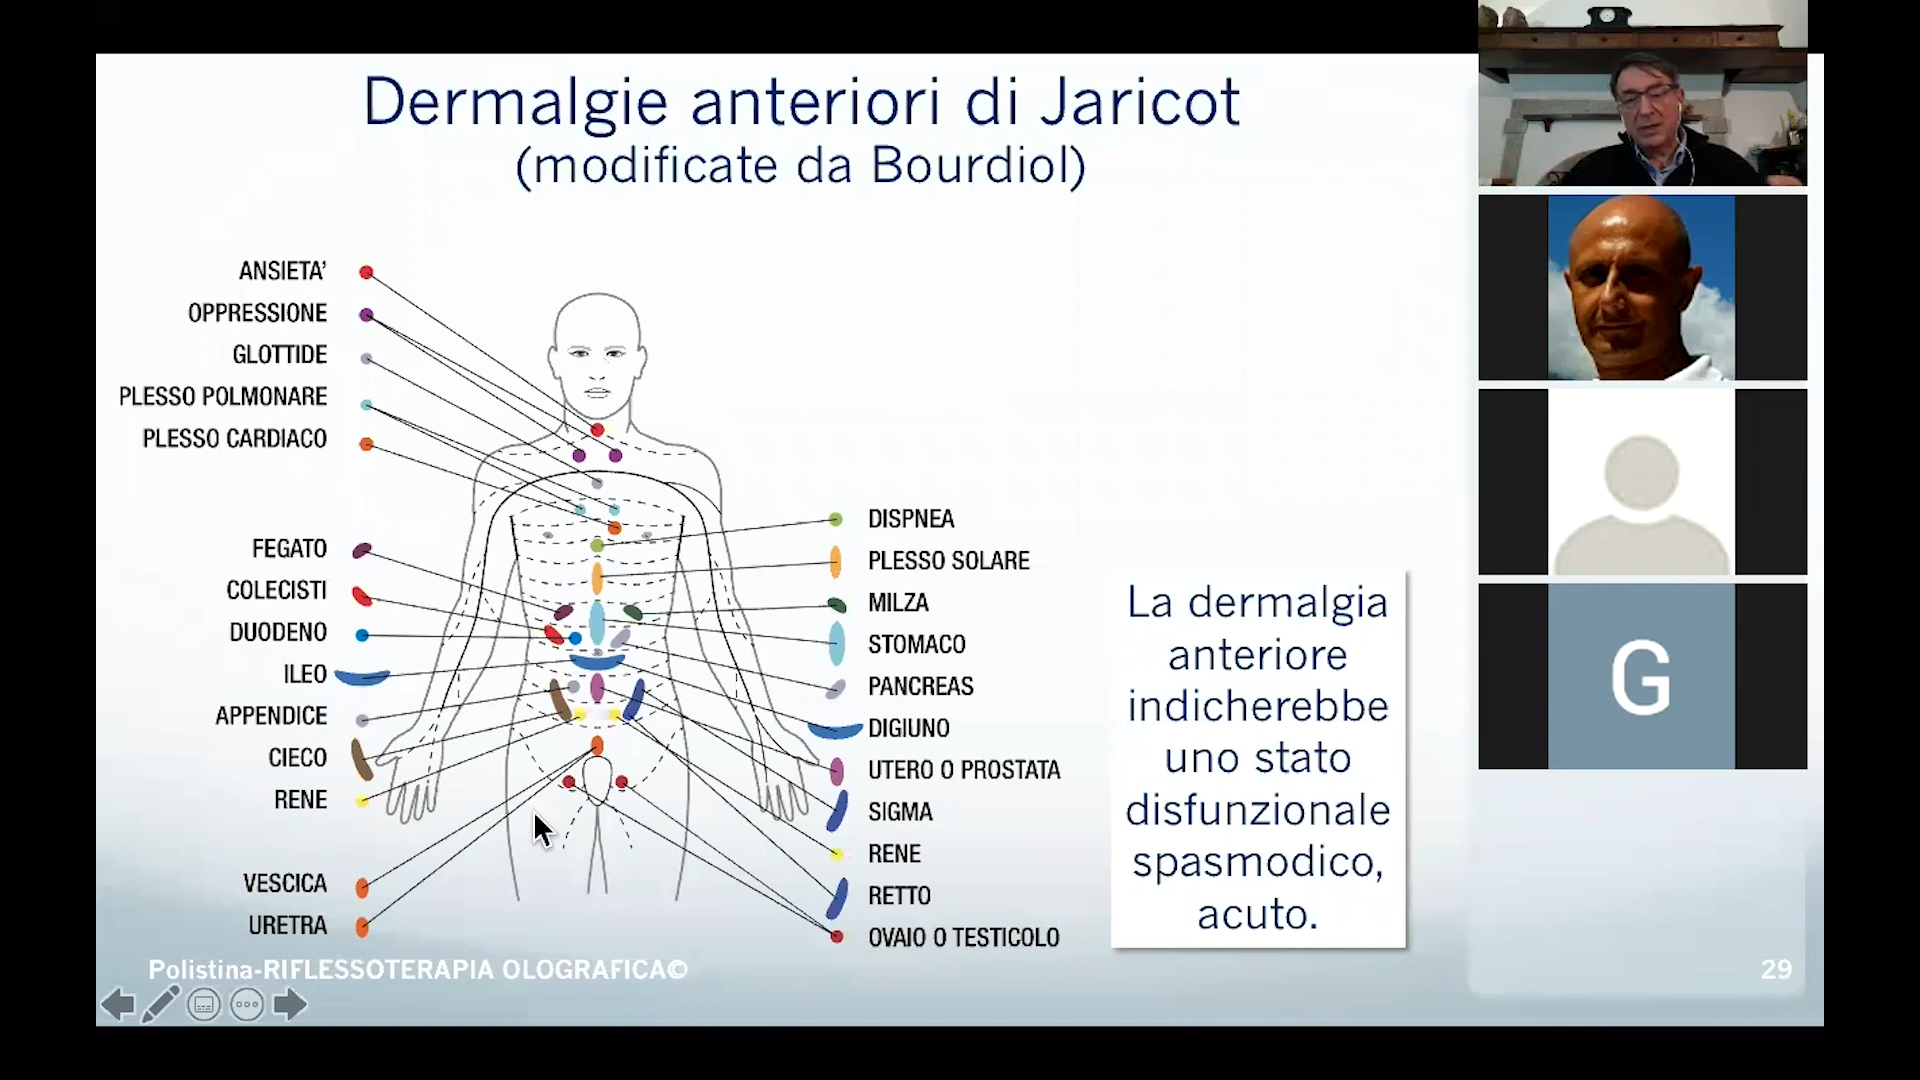 Dermalgie anteriori di Jaricot
(modificate da Bourdiol)
ANSIETA'
OPPRESSIONE
GLOTTIDE
PLESSO POLMONARE
PLESSO CARDIACO
FEGATO
COLECISTI
DUODENO
ILEO
APPENDICE
CIECO
RENE
VESCICA
URETRA
DISPNEA
PLESSO SOLARE
MILZA
STOMACO
PANCREAS
DIGIUNO
UTERO O PROSTATA
SIGMA
RENE
RETTO
OVAIO O TESTICOLO
La dermalgia
anteriore
indicherebbe
uno stato
disfunzionale
spasmodico,
acuto.
G
Polistina-RIFLESSOTERAPIA OLOGRAFICA©
29